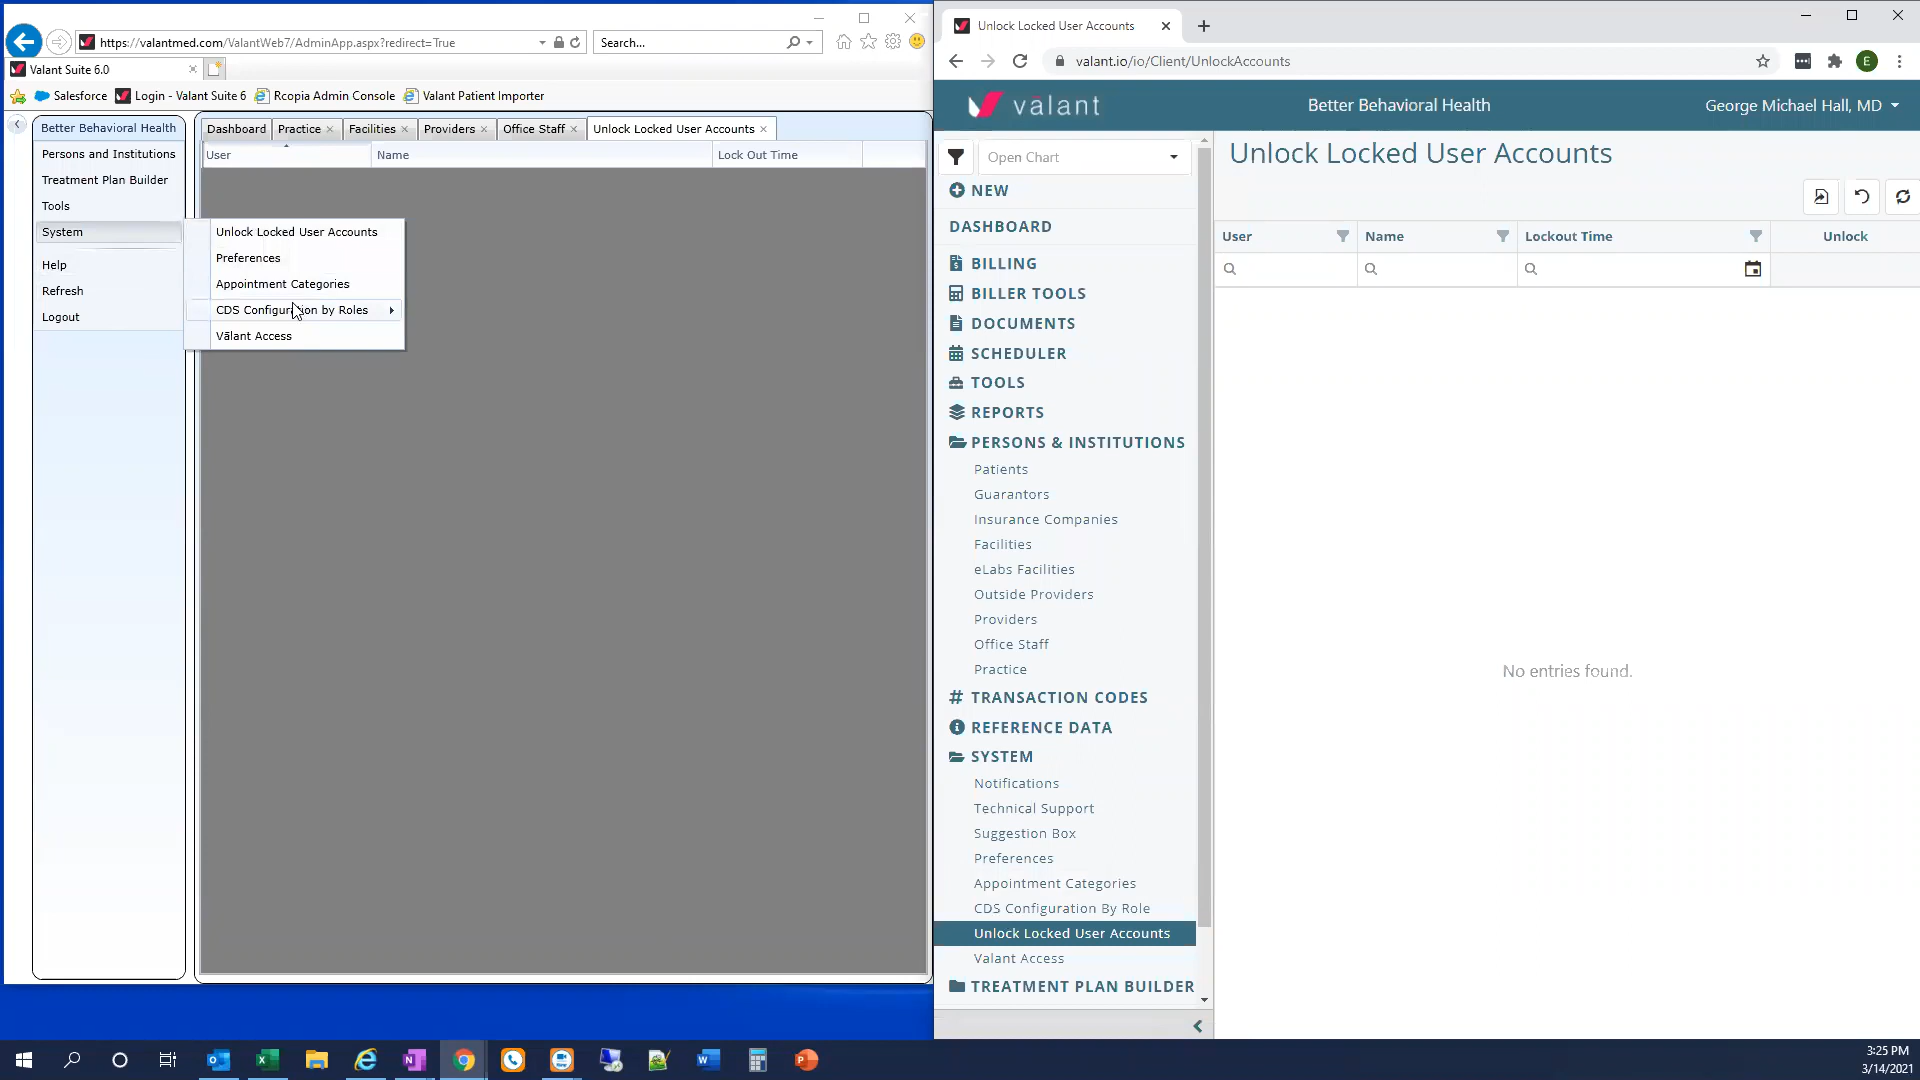 https://valantmed.com/ValantWeb7/AdminApp.aspx?redirect=True
Search...
Valant Suite 6.0
Salesforce
Login - Valant Suite 6
Rcopia Admin Console
Valant Patient Importer
Better Behavioral Health
Persons and Institutions
Treatment Plan Builder
Tools
System
Help
Refresh
Logout
Dashboard
Practice
Facilities
Providers
Office Staff
Unlock Locked User Accounts
User
Name
Lock Out Time
Unlock Locked User Accounts
Preferences
Appointment Categories
CDS Configuration by Roles
Vālant Access
Unlock Locked User Accounts
valant.io/io/Client/UnlockAccounts
E
vālant
Better Behavioral Health
George Michael Hall, MD
Open Chart
NEW
DASHBOARD
BILLING
BILLER TOOLS
DOCUMENTS
SCHEDULER
TOOLS
REPORTS
PERSONS & INSTITUTIONS
Patients
Guarantors
Insurance Companies
Facilities
eLabs Facilities
Outside Providers
Providers
Office Staff
Practice
TRANSACTION CODES
REFERENCE DATA
SYSTEM
Notifications
Technical Support
Suggestion Box
Preferences
Appointment Categories
CDS Configuration By Role
Unlock Locked User Accounts
Valant Access
TREATMENT PLAN BUILDER
Unlock Locked User Accounts
User
Name
Lockout Time
Unlock
No entries found.
3:25 PM
3/14/2021